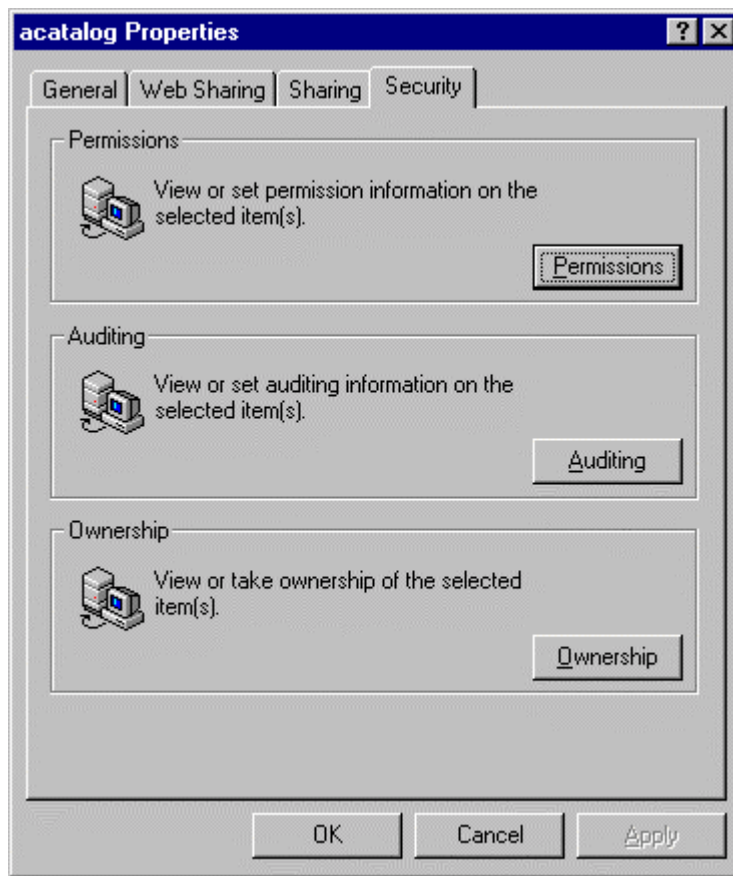 acatalog Properties
General Web Sharing Sharing Security
Permissions
View or set permission information on the
selected item(s).
Permissions
Auditing
View or set auditing information on the
selected item(s).
Auditing
Ownership
View or take ownership of the selected
item(s).
Ownership
OK Cancel Apply